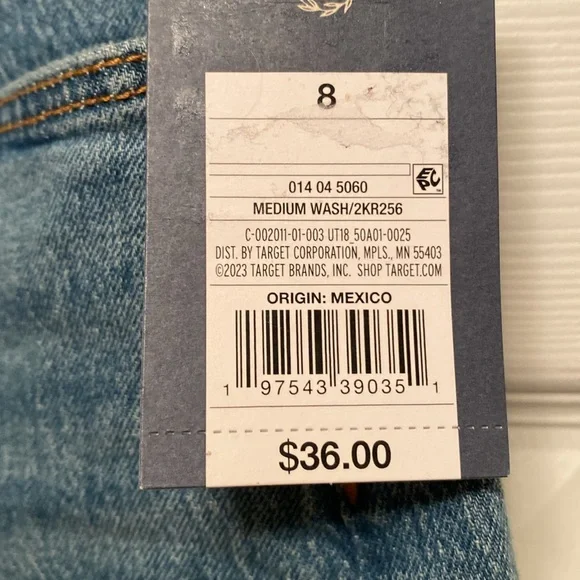 8
EPC
014 04 5060
MEDIUM WASH/2KR256
C-002011-01-003 UT18_50A01-0025
DIST. BY TARGET CORPORATION, MPLS., MN 55403
©2023 TARGET BRANDS, INC. SHOP TARGET.COM
ORIGIN: MEXICO
1 97543 39035 1
$36.00